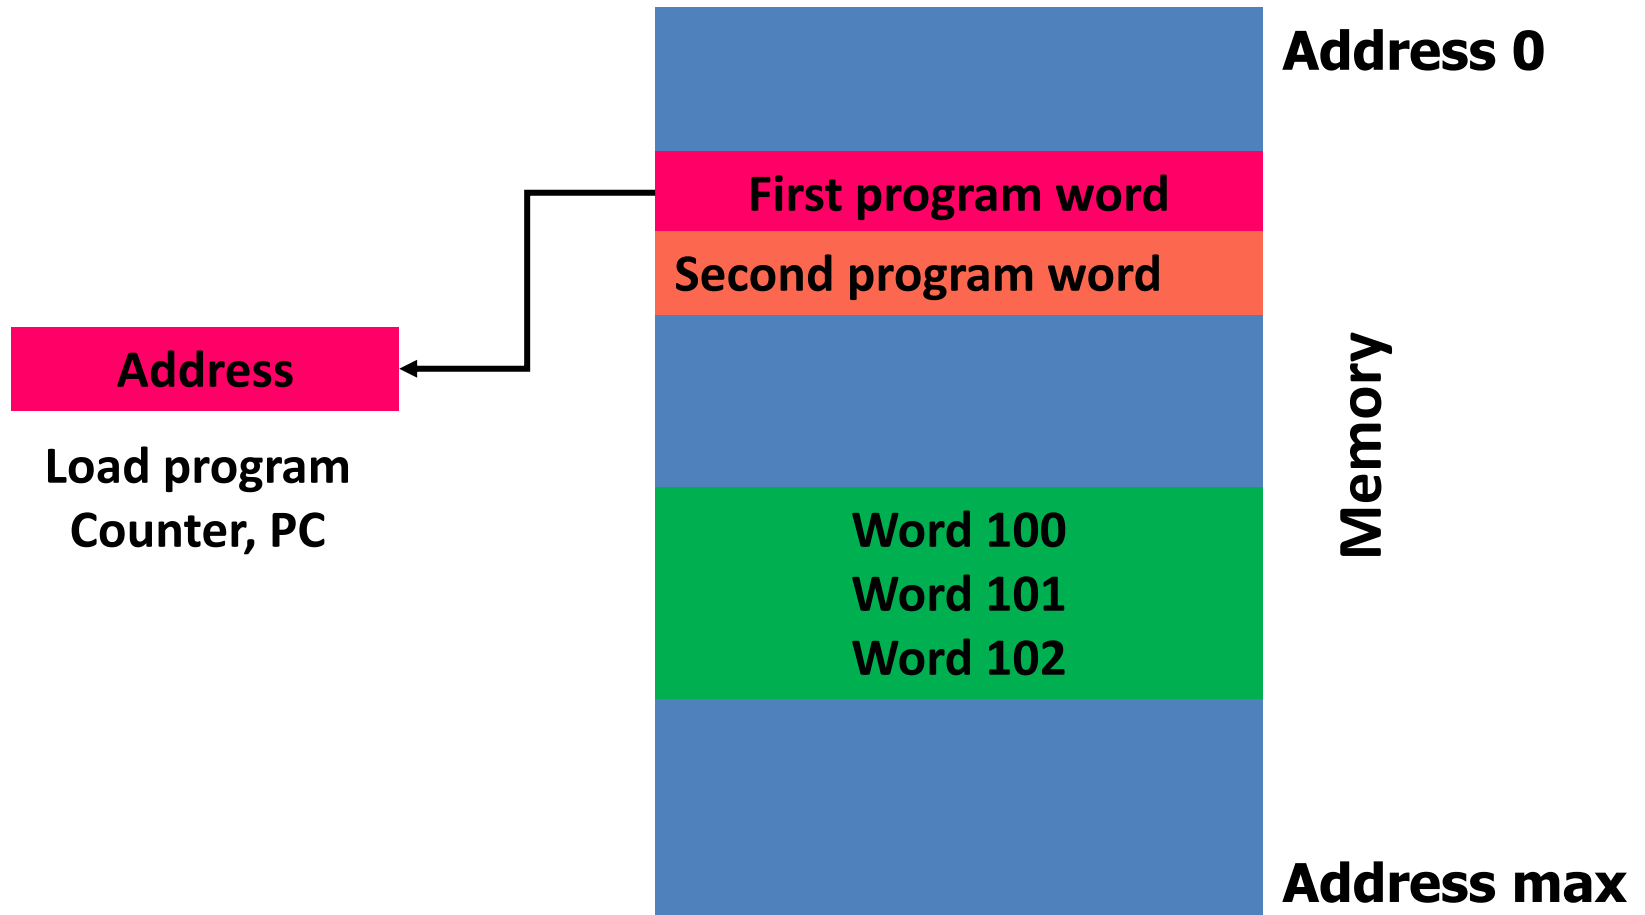 Address 0
First program word
Second program word
Address
Load program
Counter, PC
Memory
Word 100
Word 101
Word 102
Address max